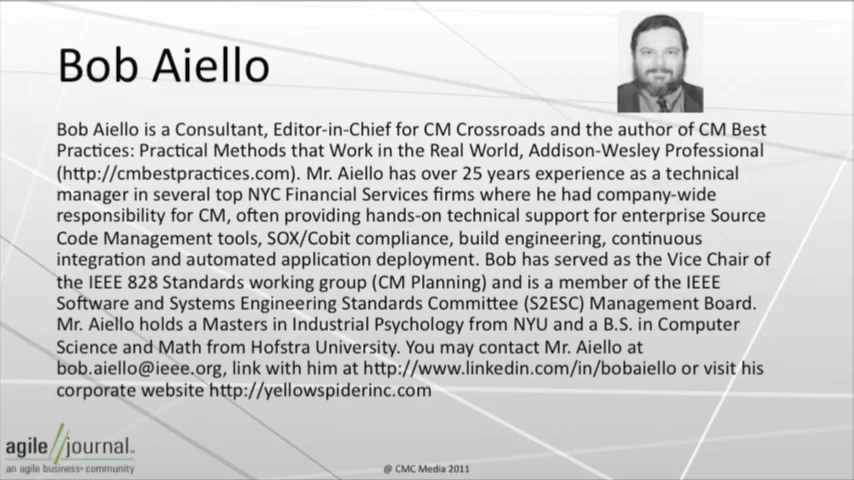 Bob Aiello
Bob Aiello is a Consultant, Editor-in-Chief for CM Crossroads and the author of CM Best
Practices: Practical Methods that Work in the Real World, Addison-Wesley Professional
(http://cmbestpractices.com). Mr. Aiello has over 25 years experience as a technical
manager in several top NYC Financial Services firms where he had company-wide
responsibility for CM, often providing hands-on technical support for enterprise Source
Code Management tools, SOX/Cobit compliance, build engineering, continuous
integration and automated application deployment. Bob has served as the Vice Chair of
the IEEE 828 Standards working group (CM Planning) and is a member of the IEEE
Software and Systems Engineering Standards Committee (S2ESC) Management Board.
Mr. Aiello holds a Masters in Industrial Psychology from NYU and a B.S. in Computer
Science and Math from Hofstra University. You may contact Mr. Aiello at
bob.aiello@ieee.org, link with him at http://www.linkedin.com/in/bobaiello or visit his
corporate website http://yellowspiderinc.com
agile//journal
an agile business community
@ CMC Media 2011